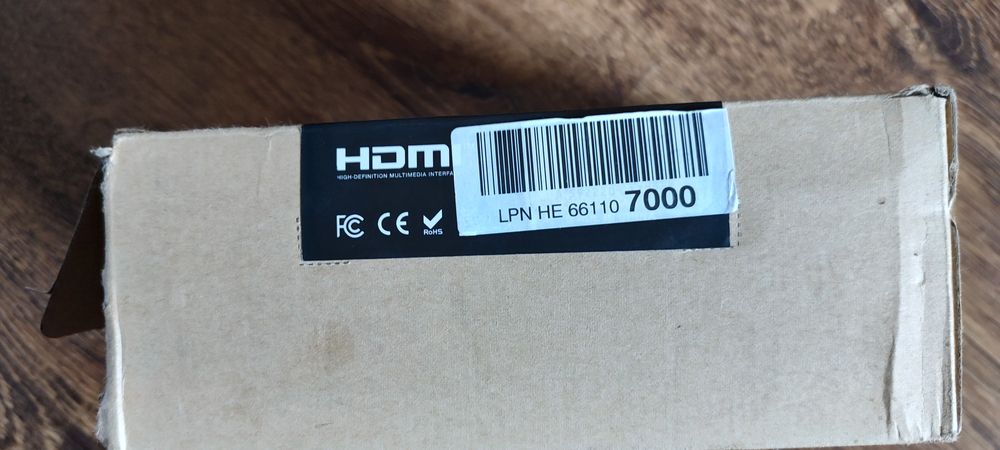 HDM
HIGH-DEFINITION MULTIMEDIA INTERFA
FC CE RoHS
LPN HE 66110 7000